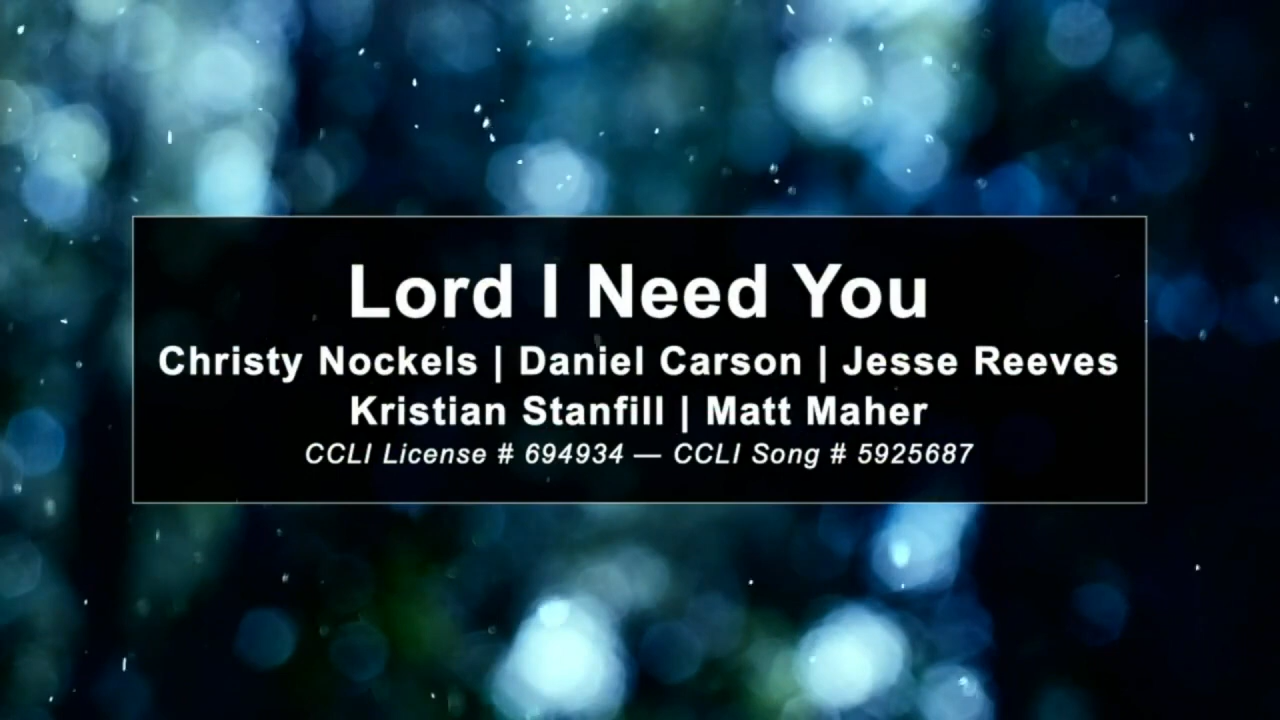 Lord I Need You
Christy Nockels | Daniel Carson | Jesse Reeves
Kristian Stanfill | Matt Maher
CCLI License # 694934 — CCLI Song # 5925687